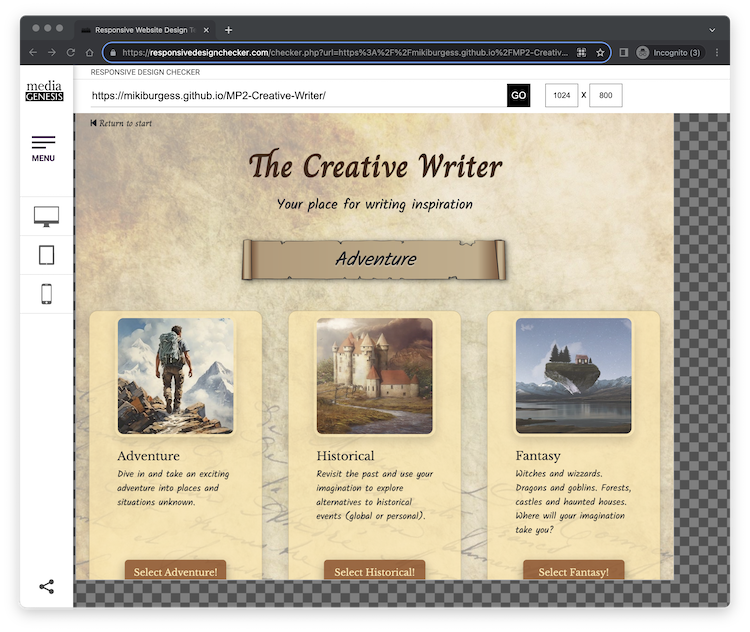 Responsive Website Design T
https://responsivedesignchecker.com/checker.php?url=https%3A%2F%2Fmikiburgess.github.io%2FMP2-Creativ...
Incognito (3)
media
GENESIS
RESPONSIVE DESIGN CHECKER
https://mikiburgess.github.io/MP2-Creative-Writer/
GO
1024 X 800
MENU
Return to start
The Creative Writer
Your place for writing inspiration
Adventure
Adventure
Dive in and take an exciting
adventure into places and
situations unknown.
Select Adventure!
Historical
Revisit the past and use your
imagination to explore
alternatives to historical
events (global or personal).
Select Historical!
Fantasy
Witches and wizzards.
Dragons and goblins. Forests,
castles and haunted houses.
Where will your imagination
take you?
Select Fantasy!